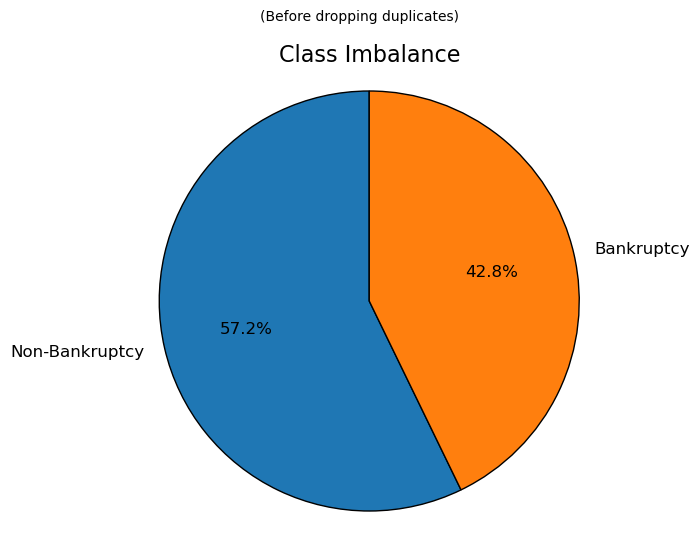 (Before dropping duplicates)
Class Imbalance
Bankruptcy
42.8%
57.2%
Non-Bankruptcy